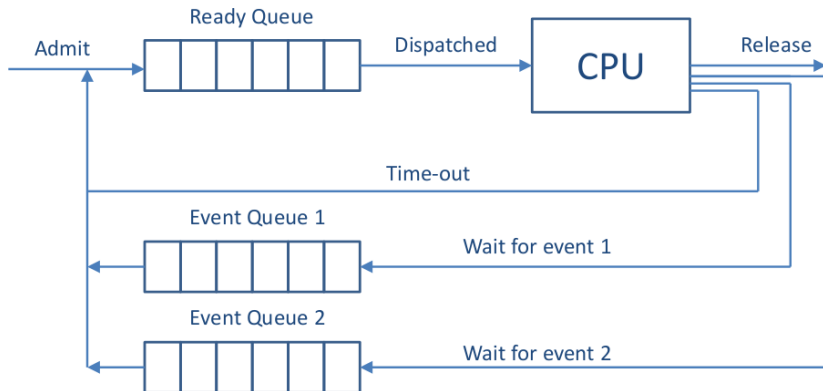 Ready Queue
Admit
Dispatched
CPU
Release
Time-out
Event Queue 1
Wait for event 1
Event Queue 2
Wait for event 2